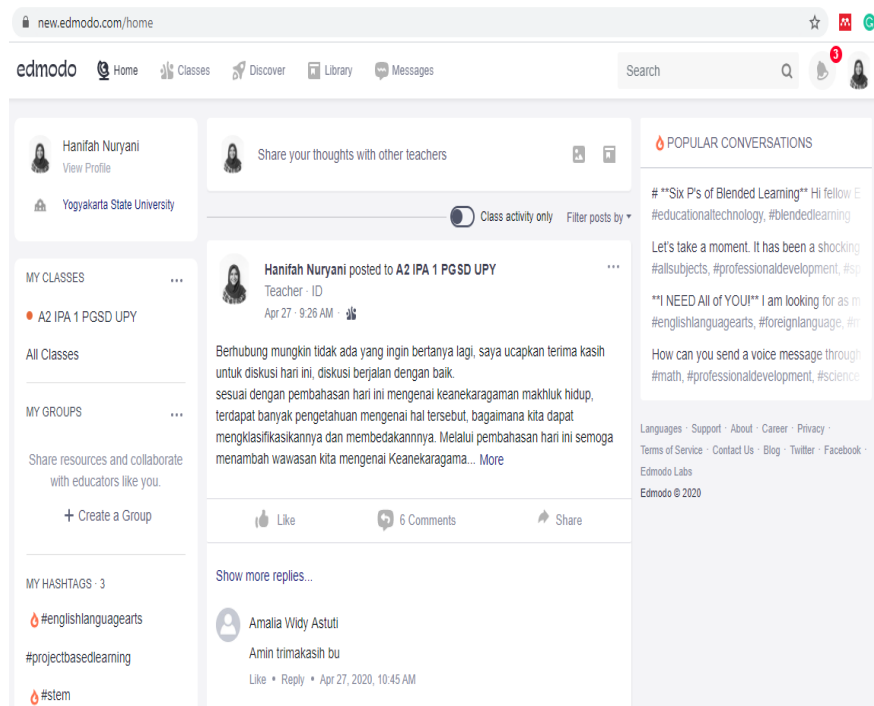 new.edmodo.com/home
edmodo Home Classes Discover Library Messages Search 3
Hanifah Nuryani
View Profile
Yogyakarta State University
MY CLASSES ...
A2 IPA 1 PGSD UPY
All Classes
MY GROUPS ...
Share resources and collaborate
with educators like you.
+ Create a Group
MY HASHTAGS · 3
#englishlanguagearts
#projectbasedlearning
#stem
Share your thoughts with other teachers
Class activity only Filter posts by
Hanifah Nuryani posted to A2 IPA 1 PGSD UPY ...
Teacher · ID
Apr 27 · 9:26 AM ·
Berhubung mungkin tidak ada yang ingin bertanya lagi, saya ucapkan terima kasih
untuk diskusi hari ini, diskusi berjalan dengan baik.
sesuai dengan pembahasan hari ini mengenai keanekaragaman makhluk hidup,
terdapat banyak pengetahuan mengenai hal tersebut, bagaimana kita dapat
mengklasifikasikannya dan membedakannnya. Melalui pembahasan hari ini semoga
menambah wawasan kita mengenai Keanekaragama... More
Like 6 Comments Share
Show more replies...
Amalia Widy Astuti
Amin trimakasih bu
Like • Reply • Apr 27, 2020, 10:45 AM
POPULAR CONVERSATIONS
# **Six P's of Blended Learning** Hi fellow E
#educationaltechnology, #blendedlearning
Let's take a moment. It has been a shocking
#allsubjects, #professionaldevelopment, #sp
**I NEED All of YOU!** I am looking for as m
#englishlanguagearts, #foreignlanguage, #m
How can you send a voice message through
#math, #professionaldevelopment, #science
Languages · Support · About · Career · Privacy ·
Terms of Service · Contact Us · Blog · Twitter · Facebook ·
Edmodo Labs
Edmodo © 2020